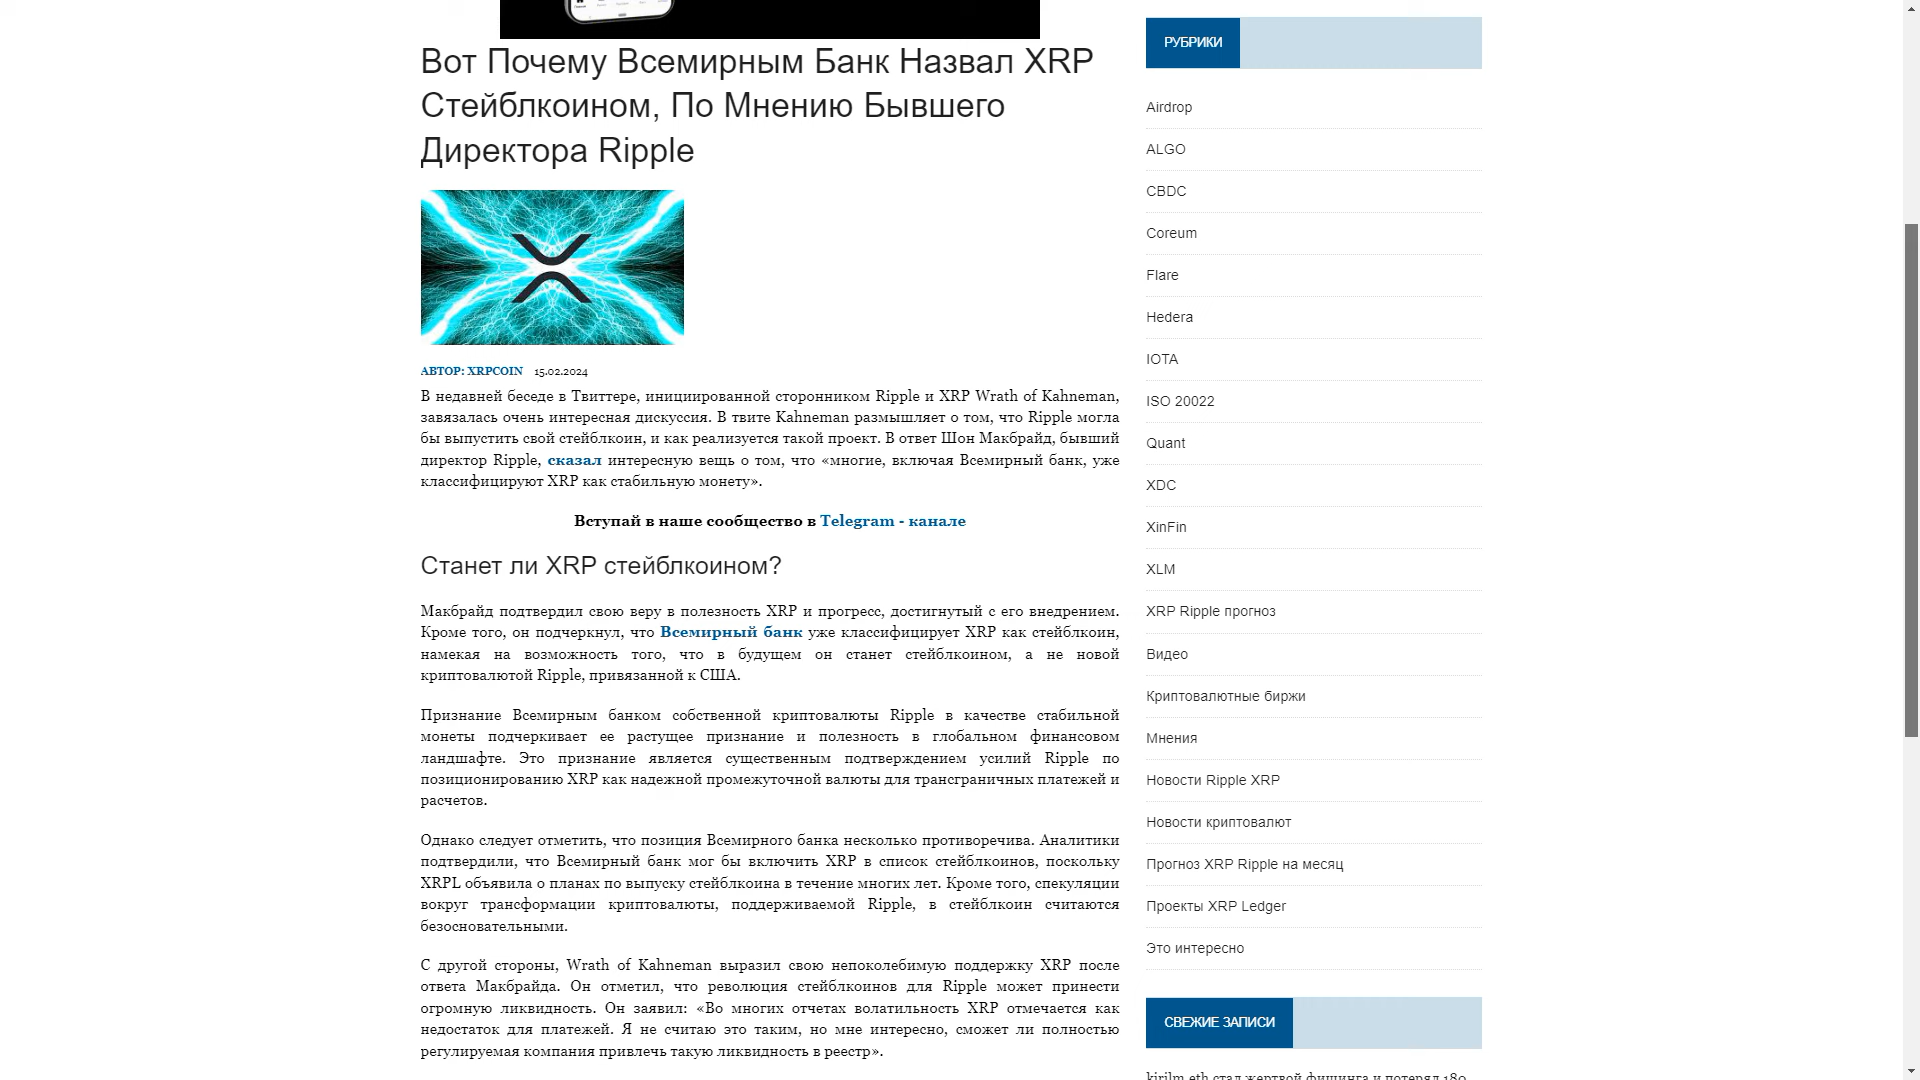 Вот Почему Всемирным Банк Назвал XRP
Стейблкоином, По Мнению Бывшего
Директора Ripple
АВТОР: XRPCOIN 15.02.2024
В недавней беседе в Твиттере, инициированной сторонником Ripple и XRP Wrath of Kahneman,
завязалась очень интересная дискуссия. В твите Kahneman размышляет о том, что Ripple могла
бы выпустить свой стейблкоин, и как реализуется такой проект. В ответ Шон Макбрайд, бывший
директор Ripple, сказал интересную вещь о том, что «многие, включая Всемирный банк, уже
классифицируют XRP как стабильную монету».
Вступай в наше сообщество в Telegram - канале
Станет ли XRP стейблкоином?
Макбрайд подтвердил свою веру в полезность XRP и прогресс, достигнутый с его внедрением.
Кроме того, он подчеркнул, что Всемирный банк уже классифицирует XRP как стейблкоин,
намекая на возможность того, что в будущем он станет стейблкоином, а не новой
криптовалютой Ripple, привязанной к США.
Признание Всемирным банком собственной криптовалюты Ripple в качестве стабильной
монеты подчеркивает ее растущее признание и полезность в глобальном финансовом
ландшафте. Это признание является существенным подтверждением усилий Ripple по
позиционированию XRP как надежной промежуточной валюты для трансграничных платежей и
расчетов.
Однако следует отметить, что позиция Всемирного банка несколько противоречива. Аналитики
подтвердили, что Всемирный банк мог бы включить XRP в список стейблкоинов, поскольку
XRPL объявила о планах по выпуску стейблкоина в течение многих лет. Кроме того, спекуляции
вокруг трансформации криптовалюты, поддерживаемой Ripple, в стейблкоин считаются
безосновательными.
С другой стороны, Wrath of Kahneman выразил свою непоколебимую поддержку XRP после
ответа Макбрайда. Он отметил, что революция стейблкоинов для Ripple может принести
огромную ликвидность. Он заявил: «Во многих отчетах волатильность XRP отмечается как
недостаток для платежей. Я не считаю это таким, но мне интересно, сможет ли полностью
регулируемая компания привлечь такую ликвидность в реестр».
РУБРИКИ
Airdrop
ALGO
CBDC
Coreum
Flare
Hedera
IOTA
ISO 20022
Quant
XDC
XinFin
XLM
XRP Ripple прогноз
Видео
Криптовалютные биржи
Мнения
Новости Ripple XRP
Новости криптовалют
Прогноз XRP Ripple на месяц
Проекты XRP Ledger
Это интересно
СВЕЖИЕ ЗАПИСИ
kirilm.eth стал жертвой фишинга и потерял 180